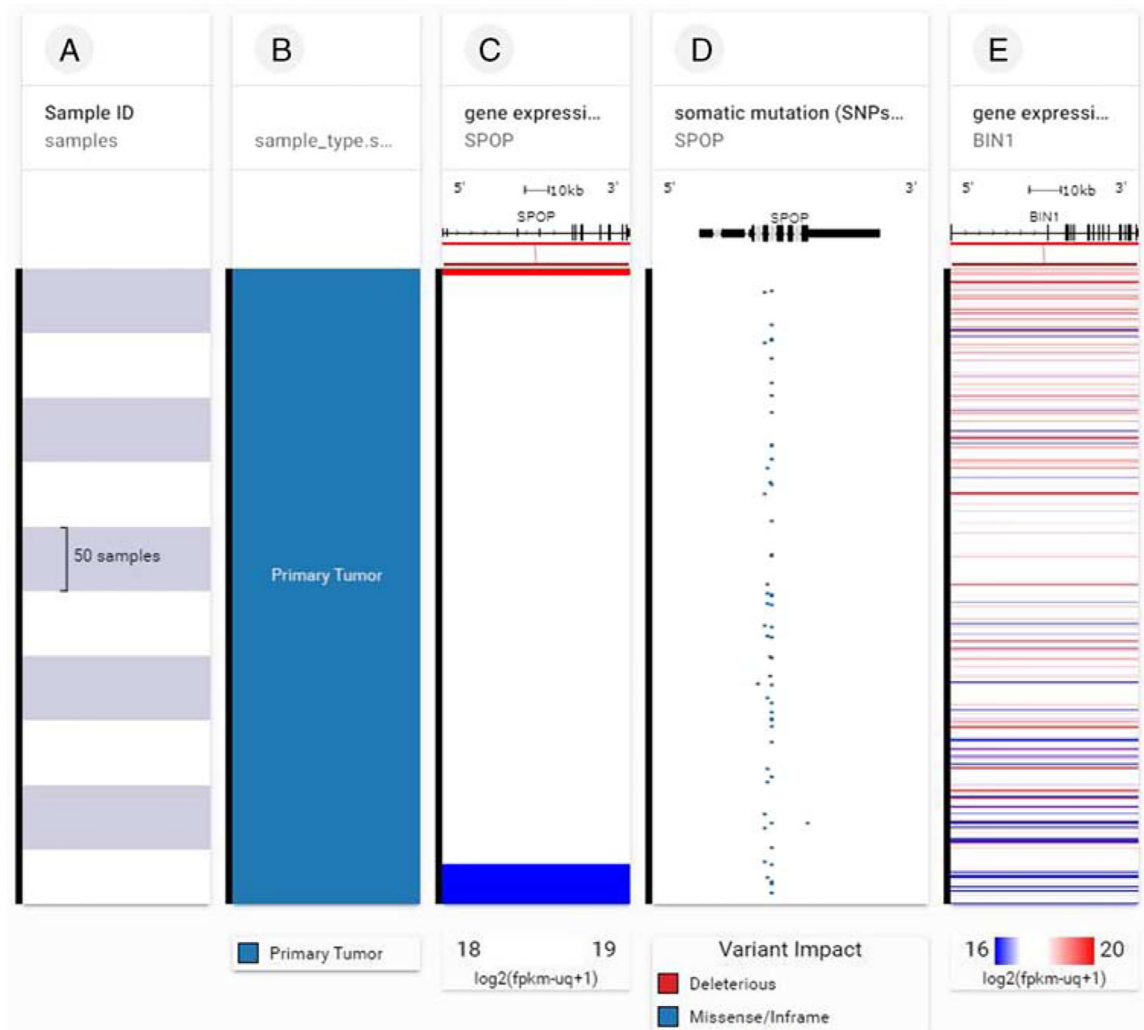 A
B
C
D
E
Sample ID
samples
sample_type.s...
gene expressi...
SPOP
somatic mutation (SNPs...
SPOP
gene expressi...
BIN1
5' 10kb 3'
SPOP
5' 3'
SPOP
5' 10kb 3'
BIN1
50 samples
Primary Tumor
Primary Tumor
18 19
log2(fpkm-uq+1)
Variant Impact
Deleterious
Missense/Inframe
16 20
log2(fpkm-uq+1)